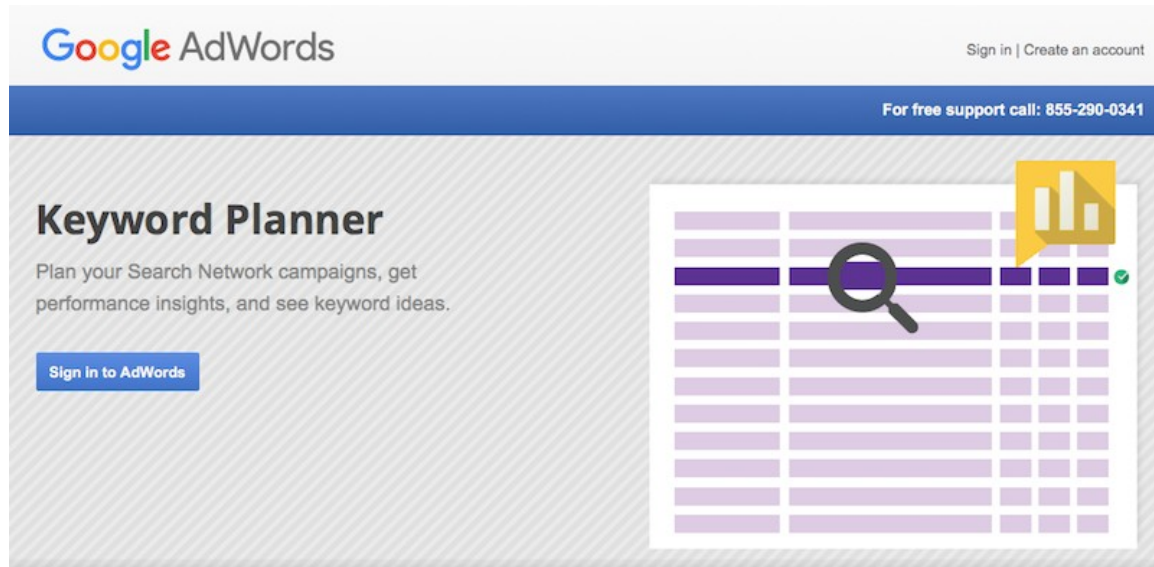 Google AdWords
Sign in | Create an account
For free support call: 855-290-0341
Keyword Planner
Plan your Search Network campaigns, get
performance insights, and see keyword ideas.
Sign in to AdWords